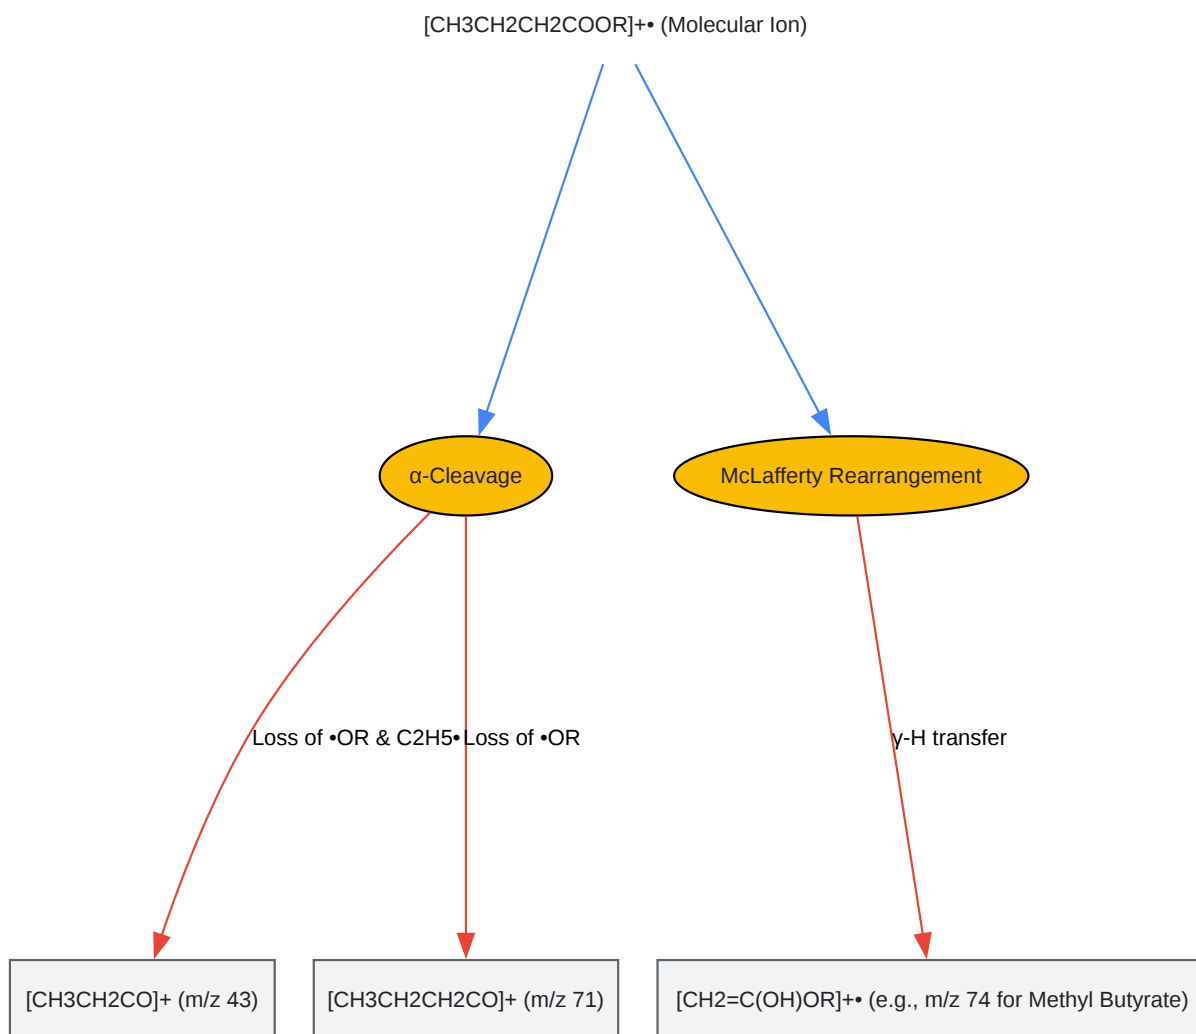 [CH3CH2CH2COOR]+• (Molecular Ion)
α-Cleavage
McLafferty Rearrangement
Loss of •OR & C2H5•
Loss of •OR
γ-H transfer
[CH3CH2CO]+ (m/z 43)
[CH3CH2CH2CO]+ (m/z 71)
[CH2=C(OH)OR]+• (e.g., m/z 74 for Methyl Butyrate)